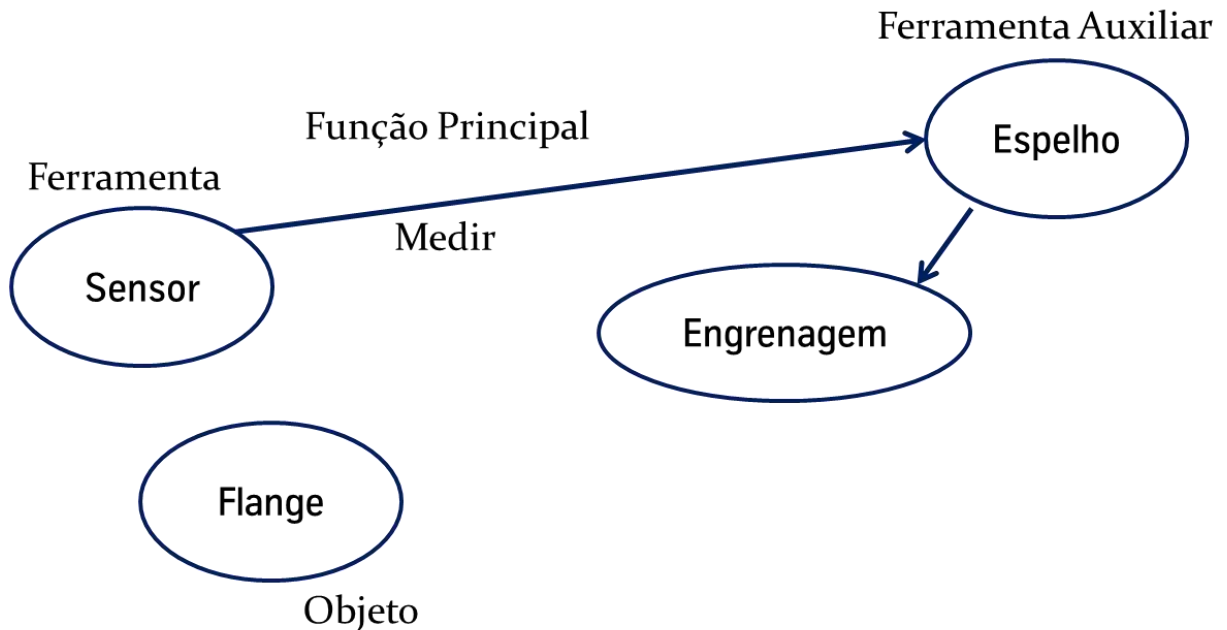 Ferramenta Auxiliar
Espelho
Função Principal
Ferramenta
Medir
Sensor
Engrenagem
Flange
Objeto